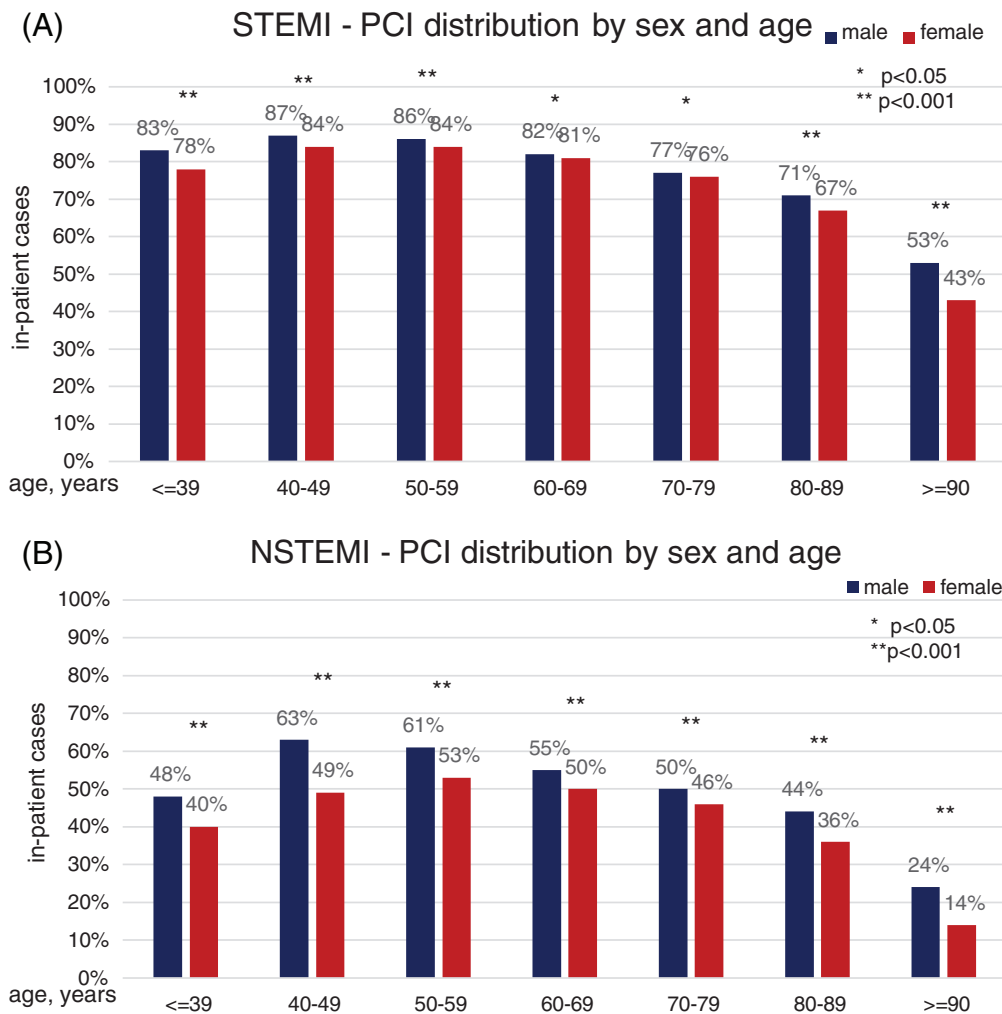 (A) STEMI - PCI distribution by sex and age male female
* p<0.05
** p<0.001
100%
90%
80%
70%
60%
50%
40%
30%
20%
10%
0%
in-patient cases
** ** ** * * ** **
83% 78% 87% 84% 86% 84% 82% 81% 77% 76% 71% 67% 53% 43%
age, years <=39 40-49 50-59 60-69 70-79 80-89 >=90
(B) NSTEMI - PCI distribution by sex and age
male female
* p<0.05
**p<0.001
100%
90%
80%
70%
60%
50%
40%
30%
20%
10%
0%
in-patient cases
** ** ** ** ** ** **
48% 40% 63% 49% 61% 53% 55% 50% 50% 46% 44% 36% 24% 14%
age, years <=39 40-49 50-59 60-69 70-79 80-89 >=90